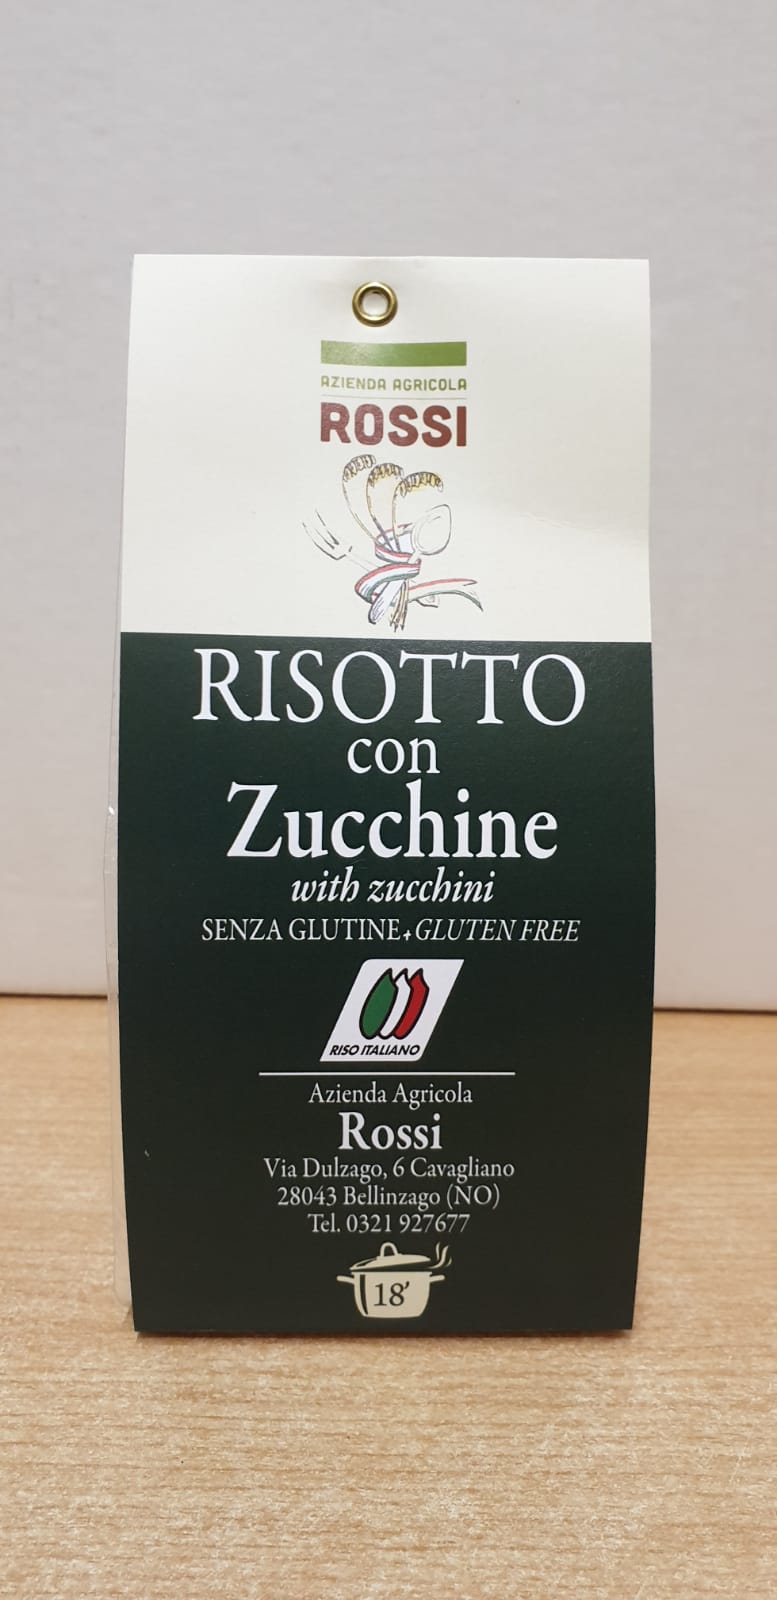 AZIENDA AGRICOLA
ROSSI
RISOTTO
con
Zucchine
with zucchini
SENZA GLUTINE • GLUTEN FREE
RISO ITALIANO
Azienda Agricola
Rossi
Via Dulzago, 6 Cavagliano
28043 Bellinzago (NO)
Tel. 0321 927677
18'